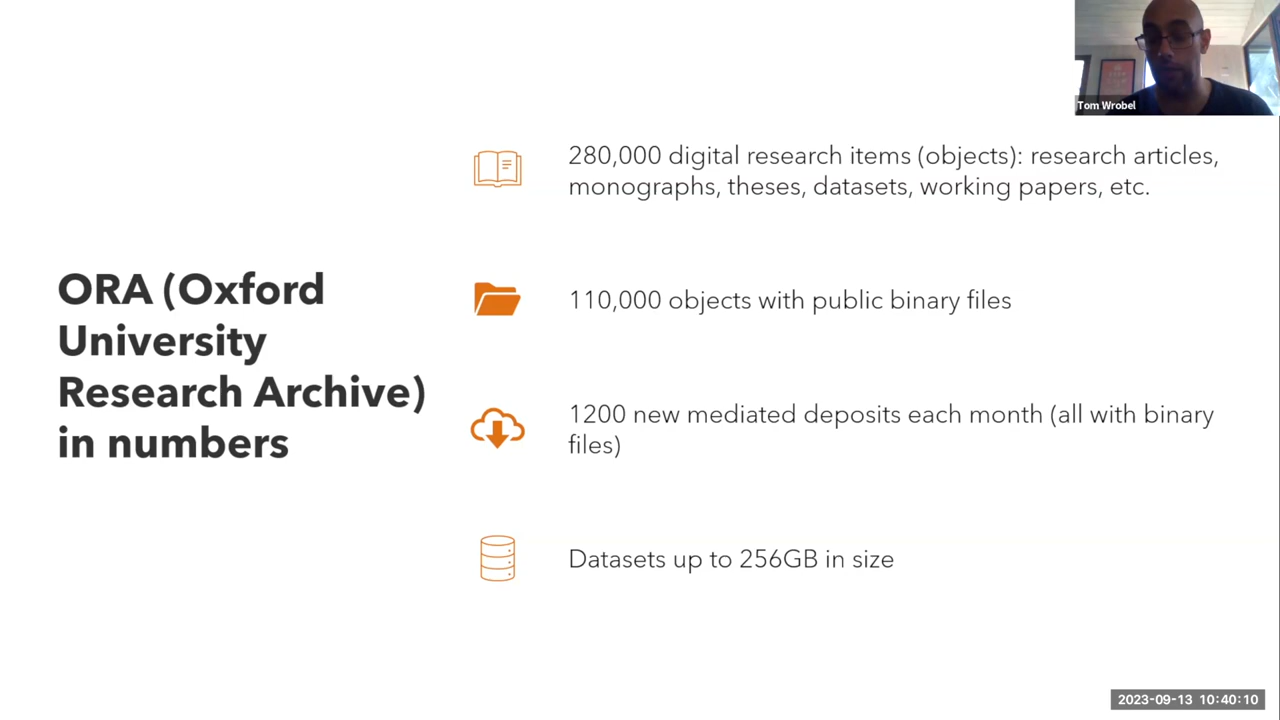 ORA (Oxford
University
Research Archive)
in numbers
280,000 digital research items (objects): research articles,
monographs, theses, datasets, working papers, etc.
110,000 objects with public binary files
1200 new mediated deposits each month (all with binary
files)
Datasets up to 256GB in size
Tom Wrobel
2023-09-13 10:40:10